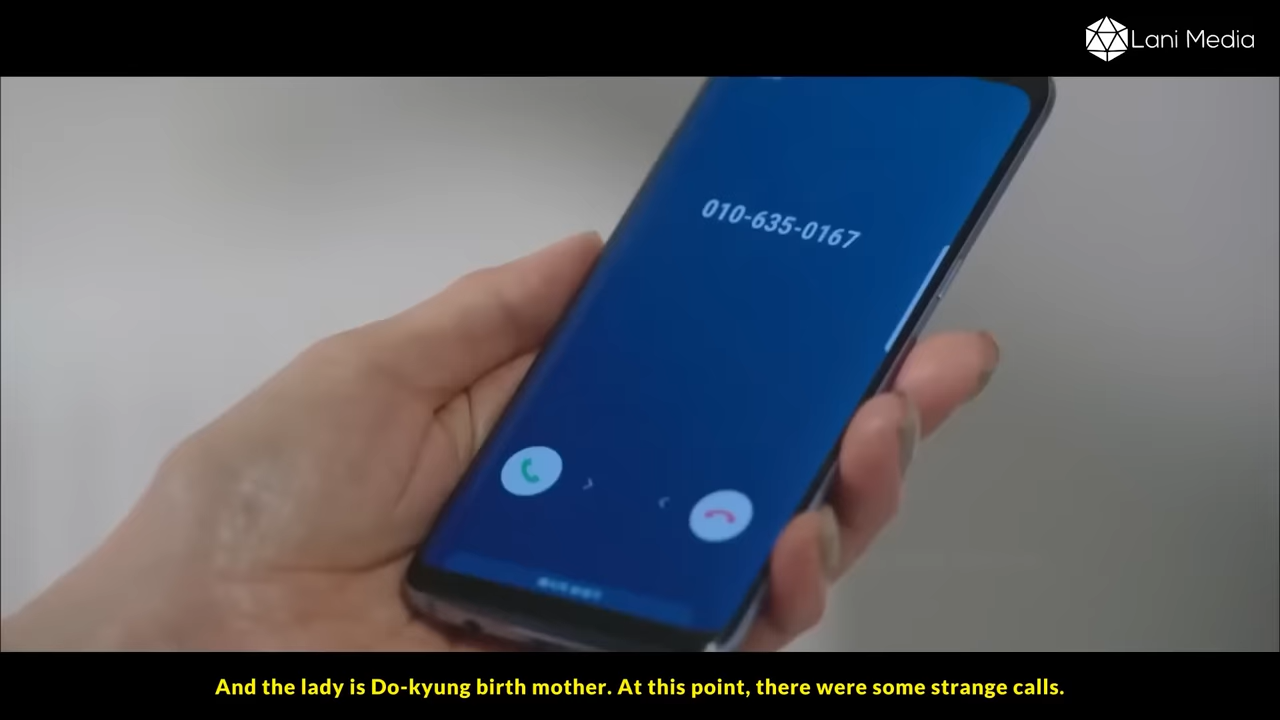 Lani Media
010-635-0167
And the lady is Do-kyung birth mother. At this point, there were some strange calls.